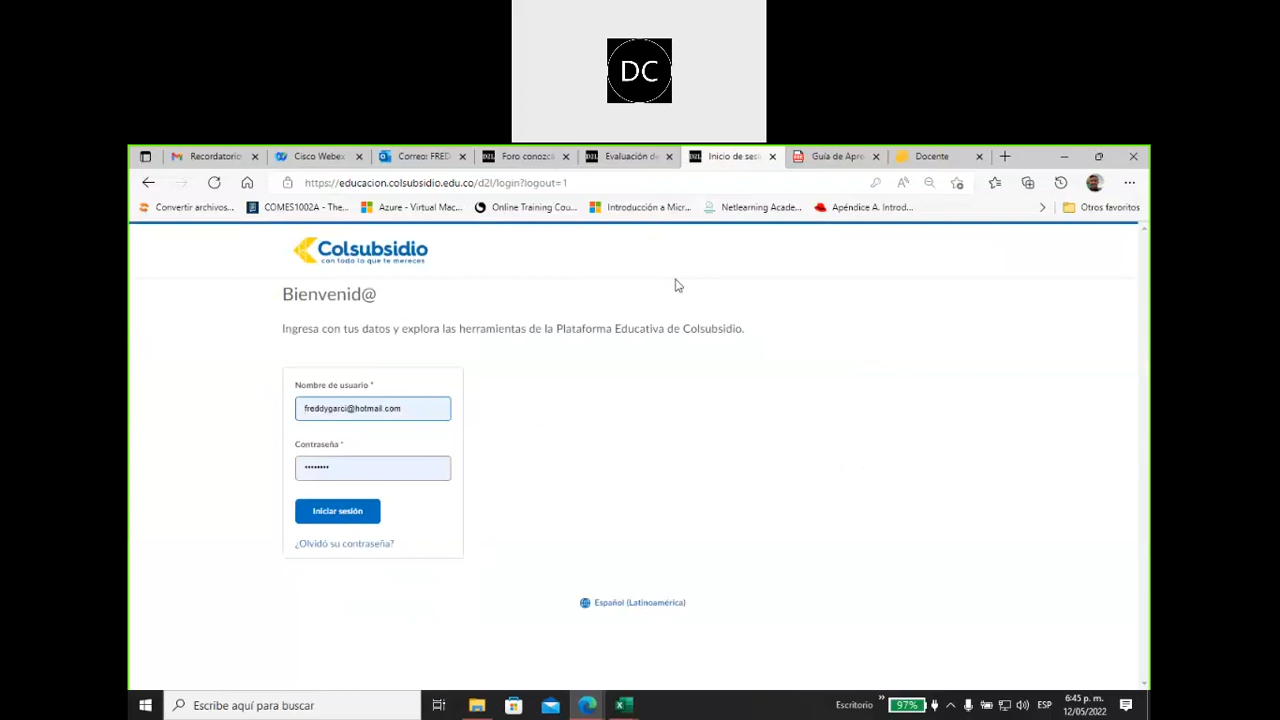 DC
Recordatorio
Cisco Webex
Correo: FRED
Foro conozc
Evaluación de
Inicio de sesi
Guía de Apre
Docente
https://educacion.colsubsidio.edu.co/d2l/login?logout=1
Convertir archivos...
COMES1002A - The...
Azure - Virtual Mac...
Online Training Cou...
Introducción a Micr...
Netlearning Acade...
Apéndice A. Introd...
Otros favoritos
Colsubsidio
con todo lo que te mereces
Bienvenid@
Ingresa con tus datos y explora las herramientas de la Plataforma Educativa de Colsubsidio.
Nombre de usuario *
freddygarci@hotmail.com
Contraseña *
••••••••
Iniciar sesión
¿Olvidó su contraseña?
Español (Latinoamérica)
Escribe aquí para buscar
Escritorio
97%
ESP
6:45 p. m.
12/05/2022